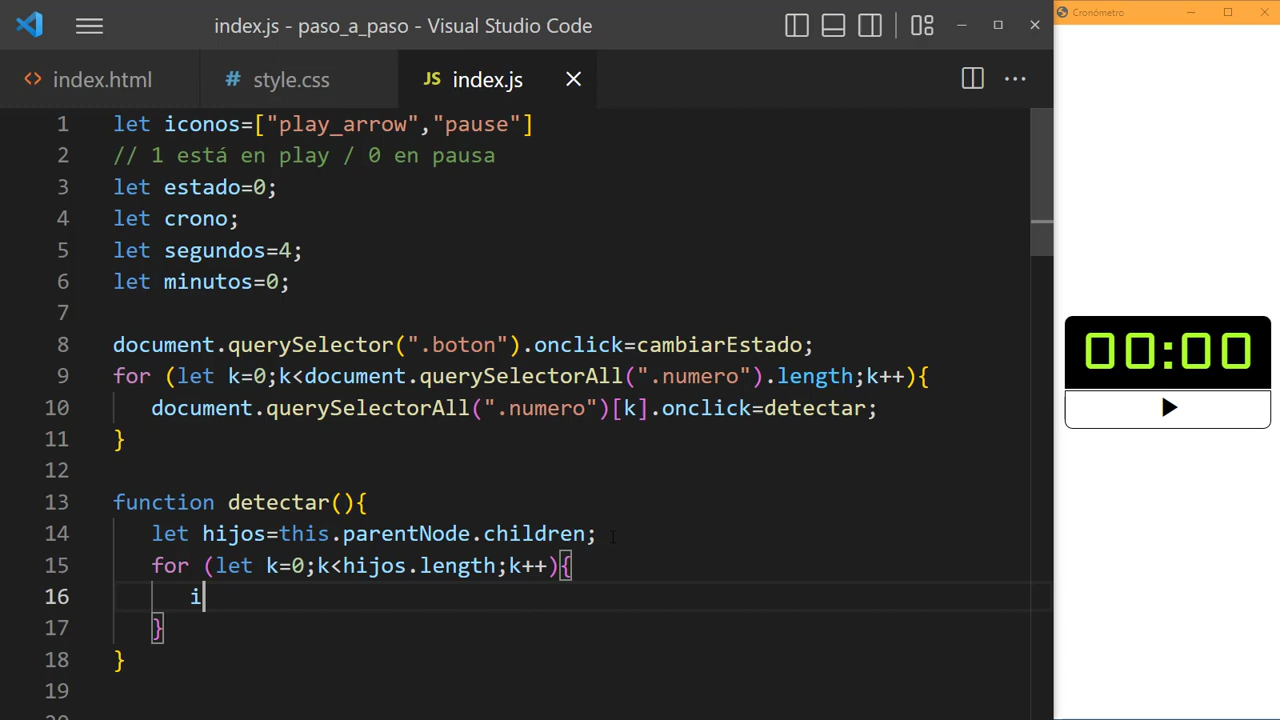 index.js - paso_a_paso - Visual Studio Code
Cronómetro
<> index.html
# style.css
JS index.js
1 let iconos=["play_arrow","pause"]
2 // 1 está en play / 0 en pausa
3 let estado=0;
4 let crono;
5 let segundos=4;
6 let minutos=0;
7
8 document.querySelector(".boton").onclick=cambiarEstado;
9 for (let k=0;k<document.querySelectorAll(".numero").length;k++){
10 document.querySelectorAll(".numero")[k].onclick=detectar;
11 }
12
13 function detectar(){
14 let hijos=this.parentNode.children;
15 for (let k=0;k<hijos.length;k++){
16 i
17 }
18 }
19
00:00